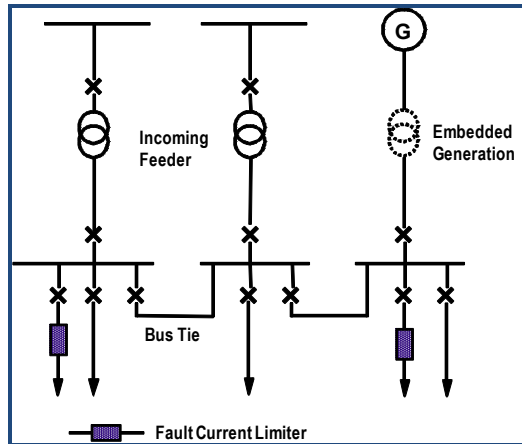 G
Incoming
Feeder
Embedded
Generation
Bus Tie
Fault Current Limiter